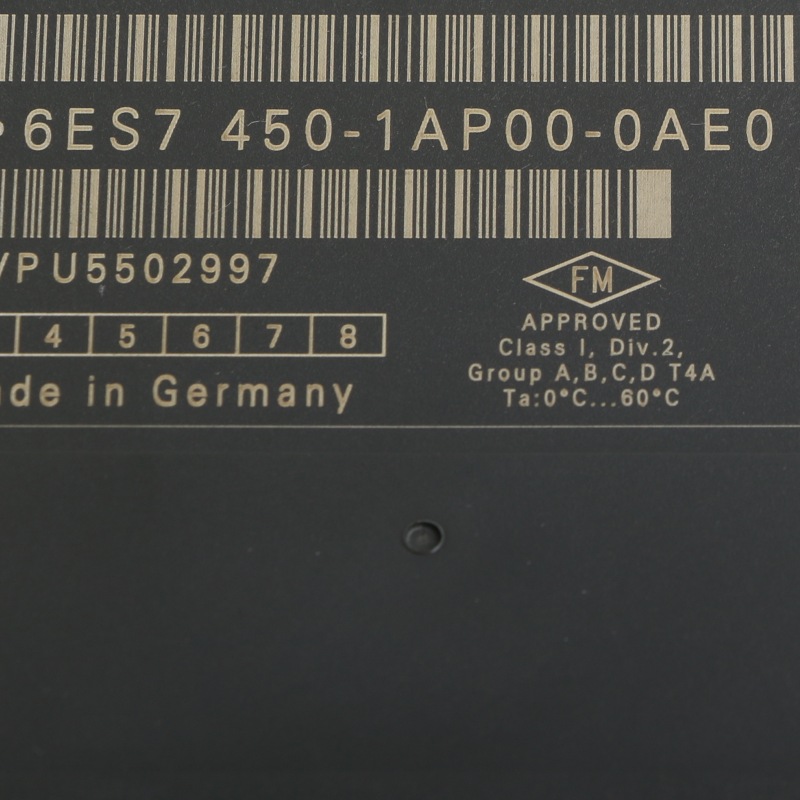 6ES7 450-1AP00-0AE0
VPU5502997
FM
APPROVED
Class I, Div.2,
Group A,B,C,D T4A
Ta:0°C...60°C
4 5 6 7 8
de in Germany